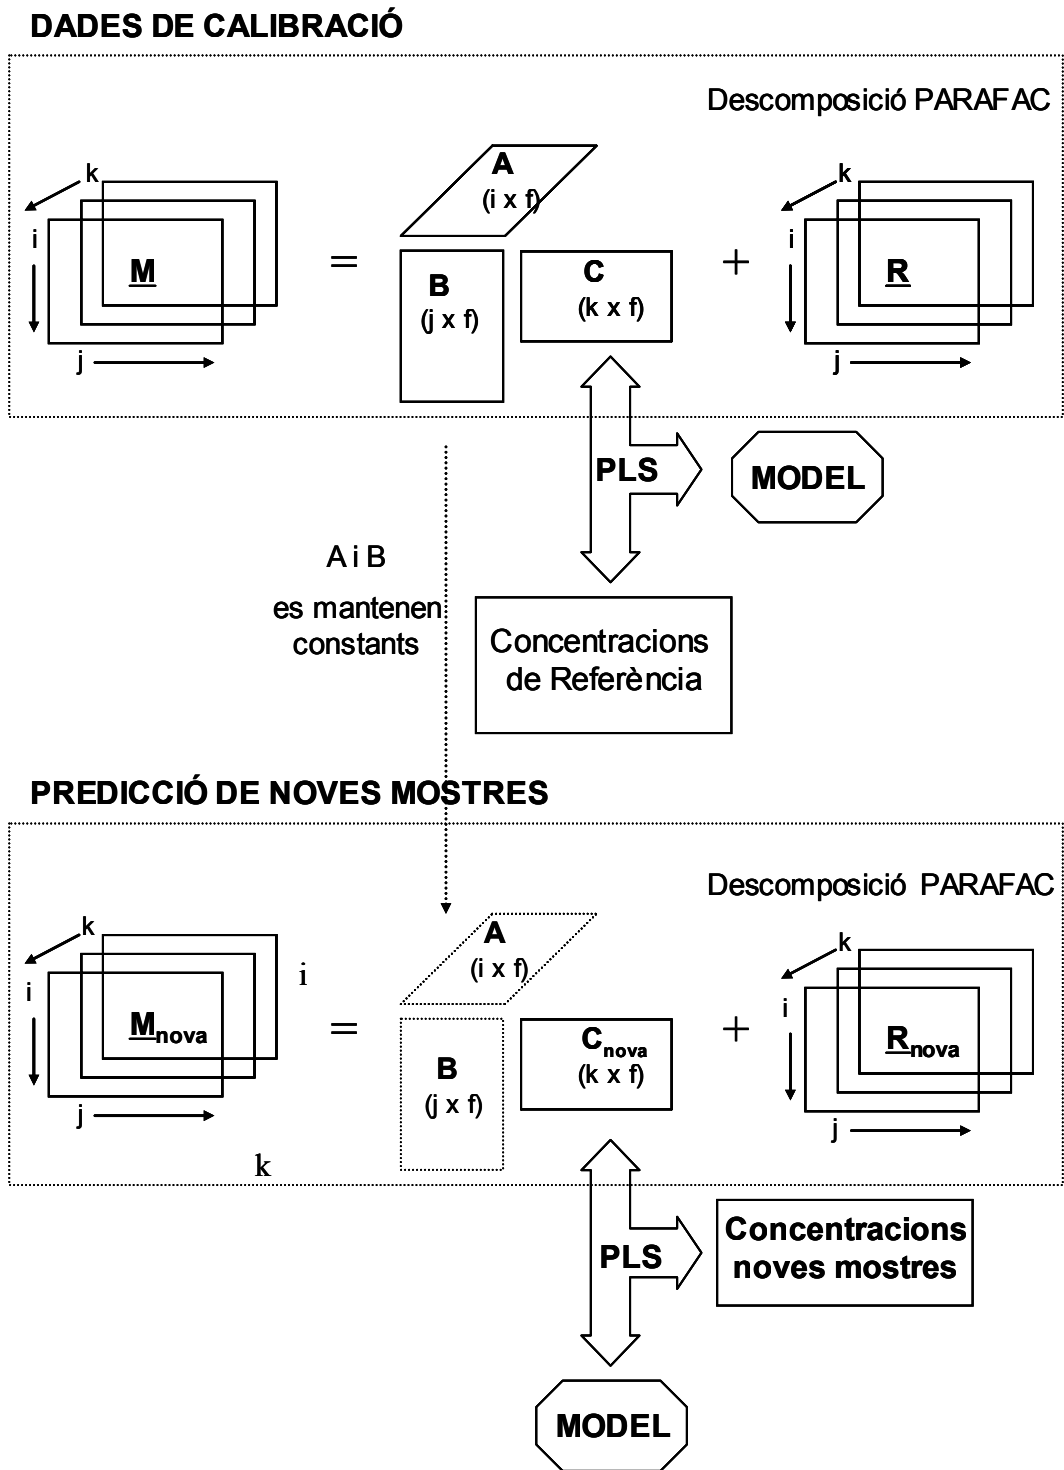 DADES DE CALIBRACIÓ
Descomposició PARAFAC
k
i
M
j
=
A
(i x f)
B
(j x f)
C
(k x f)
+
k
i
R
j
PLS
MODEL
A i B
es mantenen
constants
Concentracions
de Referència
PREDICCIÓ DE NOVES MOSTRES
Descomposició PARAFAC
k
i
Mnova
j
i
k
=
A
(i x f)
B
(j x f)
Cnova
(k x f)
+
k
i
Rnova
j
PLS
Concentracions
noves mostres
MODEL